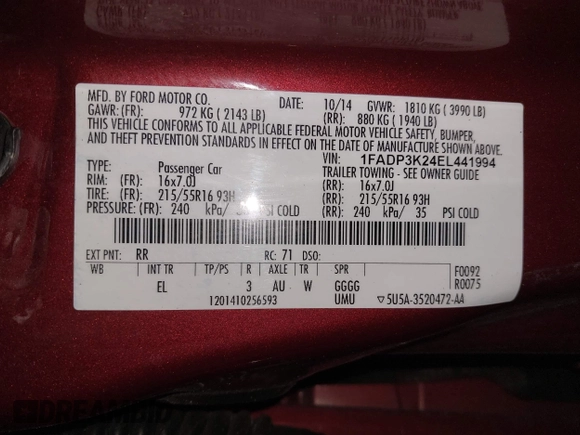 MFD. BY FORD MOTOR CO. DATE: 10/14 GVWR: 1810 KG (3990 LB)
GAWR: (FR): 972 KG (2143 LB) (RR): 880 KG (1940 LB)
THIS VEHICLE CONFORMS TO ALL APPLICABLE FEDERAL MOTOR VEHICLE SAFETY, BUMPER,
AND THEFT PREVENTION STANDARDS IN EFFECT ON THE DATE OF MANUFACTURE SHOWN ABOVE.
VIN: 1FADP3K24EL441994
TYPE: Passenger Car TRAILER TOWING - SEE OWNER GUIDE
RIM: (FR): 16x7.0J (RR): 16x7.0J
TIRE: (FR): 215/55R16 93H (RR): 215/55R16 93H
PRESSURE: (FR): 240 kPa/ PSI COLD (RR): 240 kPa/ 35 PSI COLD
EXT PNT: RR RC: 71 DSO:
WB INT TR TP/PS R AXLE TR SPR F0092
EL 3 AU W GGGG R0075
1201410256593 UMU ▽5U5A-3520472-AA